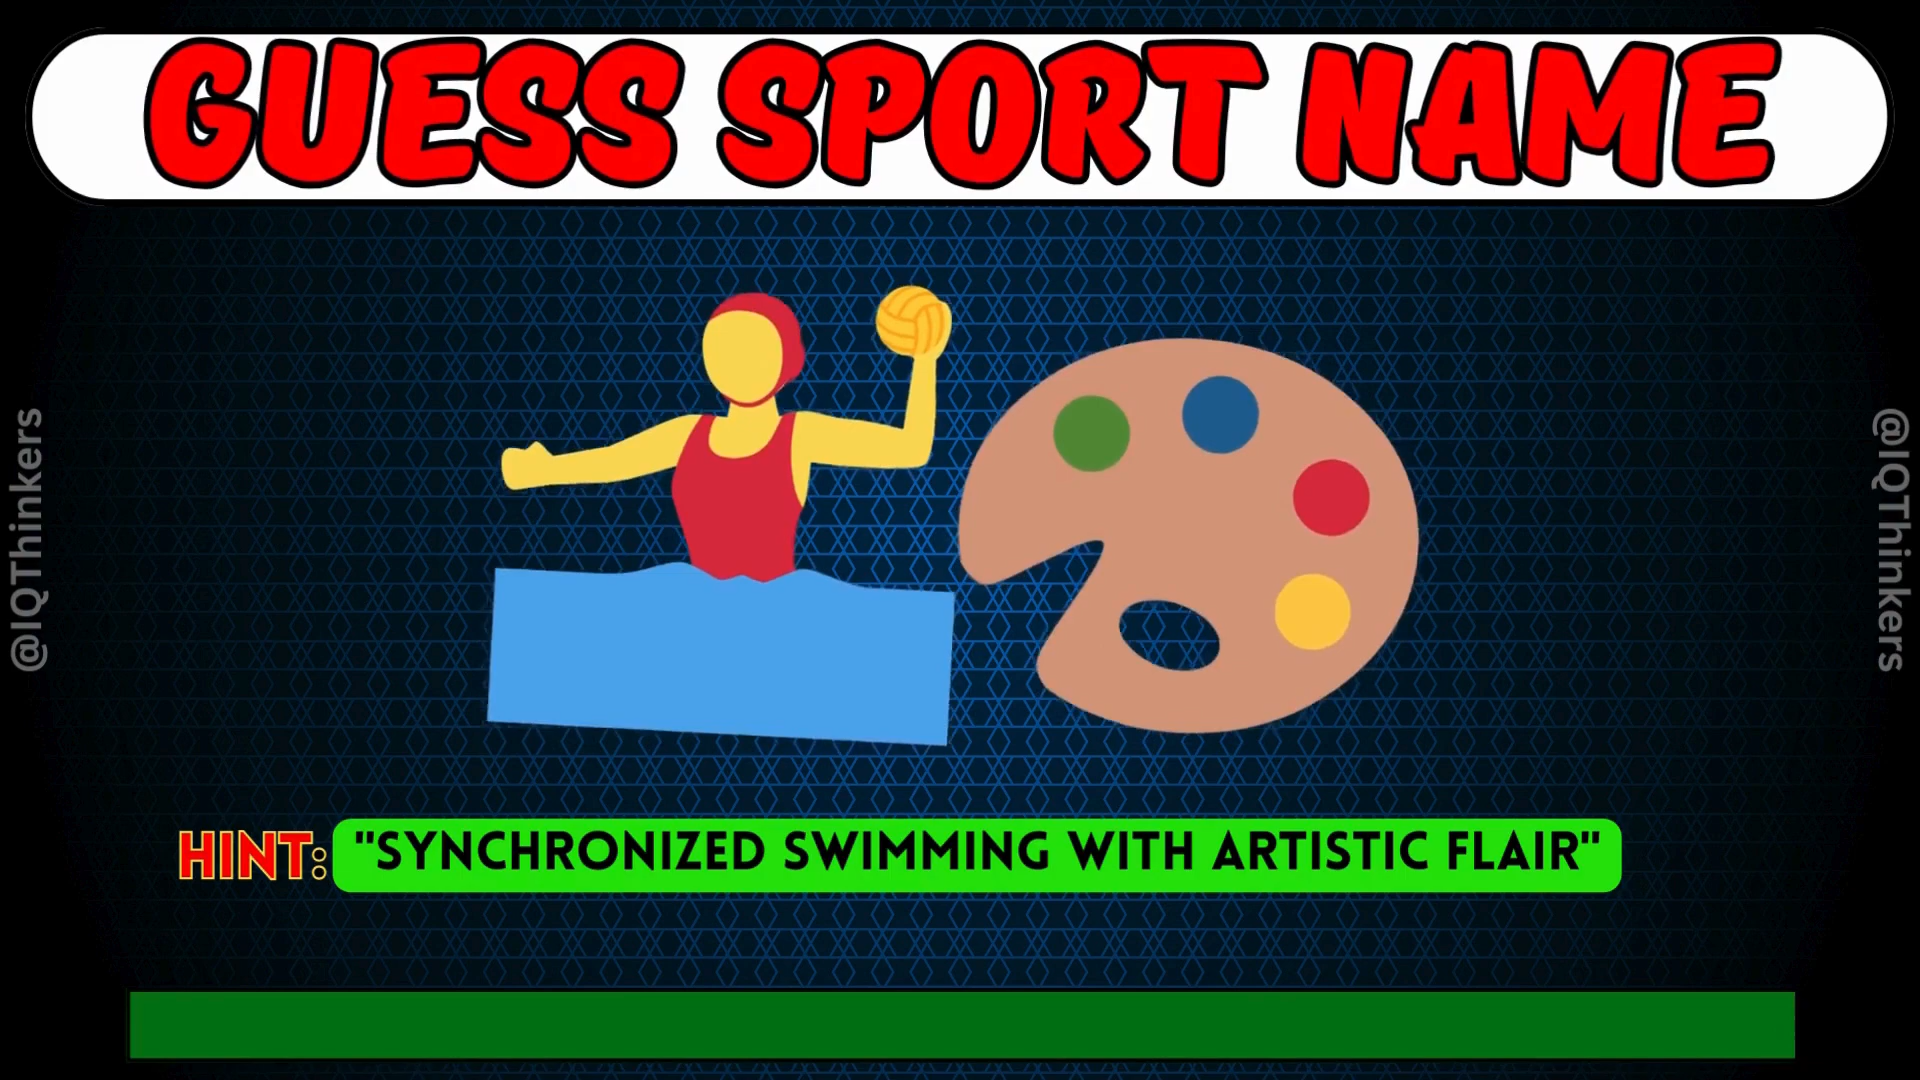 GUESS SPORT NAME
@IQThinkers
@IQThinkers
HINT: "SYNCHRONIZED SWIMMING WITH ARTISTIC FLAIR"